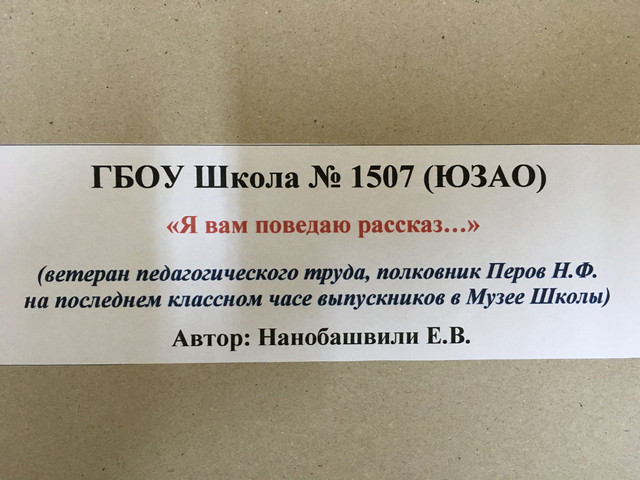 ГБОУ Школа № 1507 (ЮЗАО)
«Я вам поведаю рассказ…»
(ветеран педагогического труда, полковник Перов Н.Ф.
на последнем классном часе выпускников в Музее Школы)
Автор: Нанобашвили Е.В.